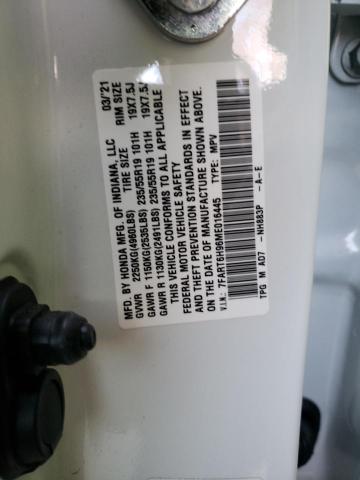 MFD. BY HONDA MFG. OF INDIANA, LLC 03/'21
GVWR 2250KG(4960LBS) TIRE SIZE RIM SIZE
GAWR F 1150KG(2535LBS) 235/55R19 101H 19X7.5J
GAWR R 1130KG(2491LBS) 235/55R19 101H 19X7.5J
THIS VEHICLE CONFORMS TO ALL APPLICABLE
FEDERAL MOTOR VEHICLE SAFETY
AND THEFT PREVENTION STANDARDS IN EFFECT
ON THE DATE OF MANUFACTURE SHOWN ABOVE.
V.I.N.: 7FART6H96ME016445 TYPE: MPV
TPG M A07 -NH883P -A-E